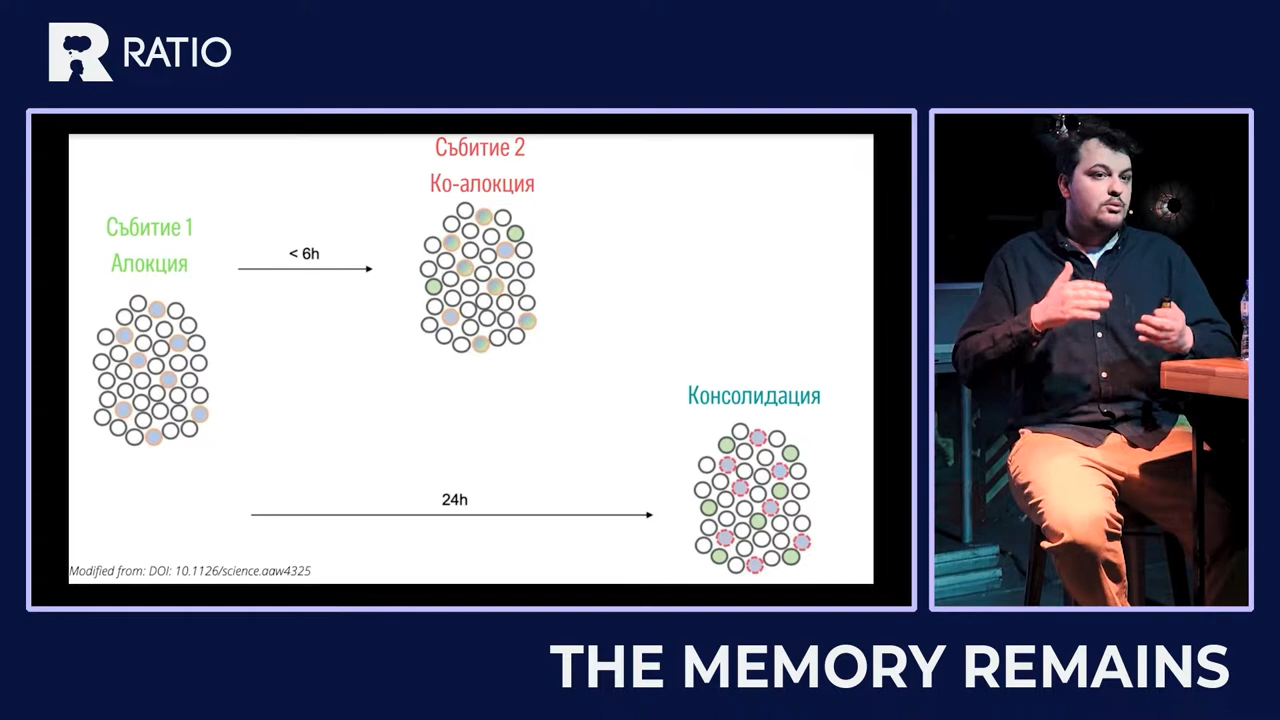 RATIO
Събитие 1
Алокция
< 6h
Събитие 2
Ко-алокция
Консолидация
24h
Modified from: DOI: 10.1126/science.aaw4325
THE MEMORY REMAINS